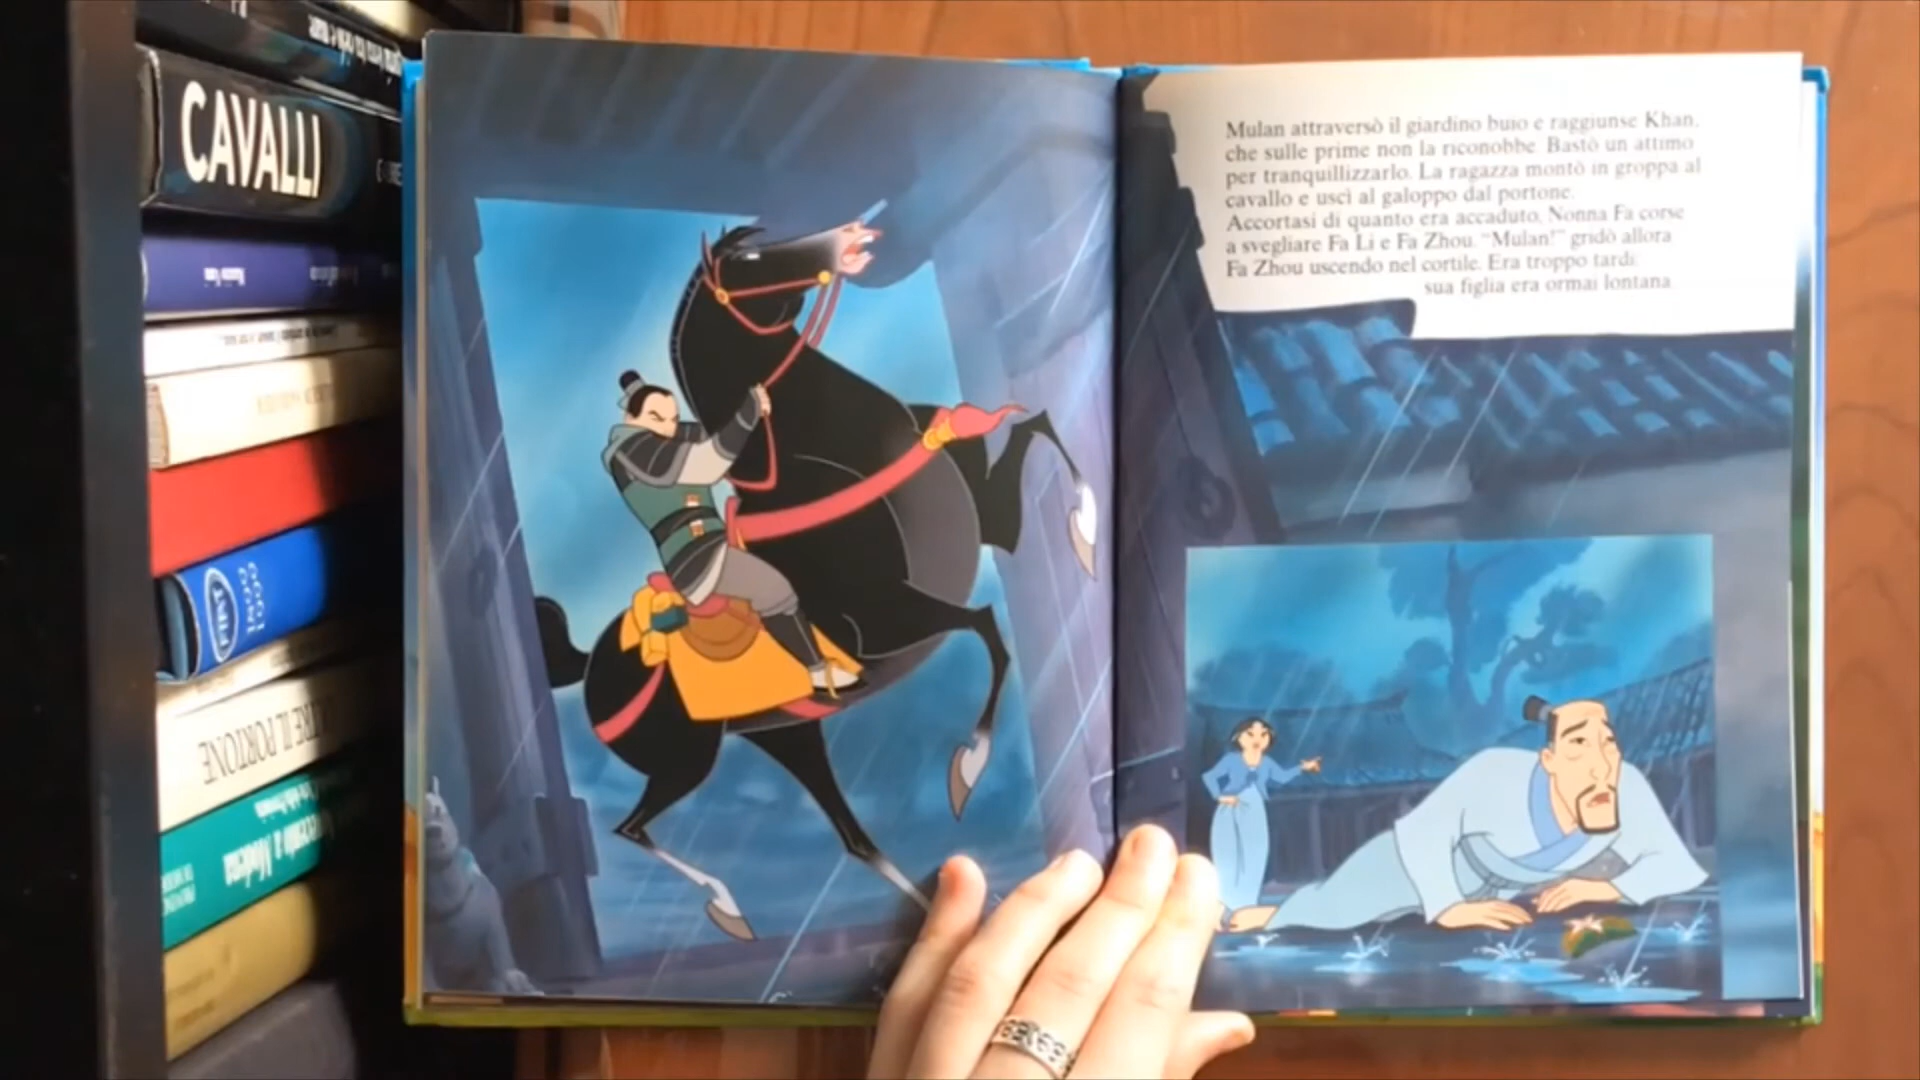 CAVALLI
OLTRE IL PORTONE
a Modena
Mulan attraversò il giardino buio e raggiunse Khan,
che sulle prime non la riconobbe. Bastò un attimo
per tranquillizzarlo. La ragazza montò in groppa al
cavallo e uscì al galoppo dal portone.
Accortasi di quanto era accaduto, Nonna Fa corse
a svegliare Fa Li e Fa Zhou. "Mulan!" gridò allora
Fa Zhou uscendo nel cortile. Era troppo tardi:
sua figlia era ormai lontana.